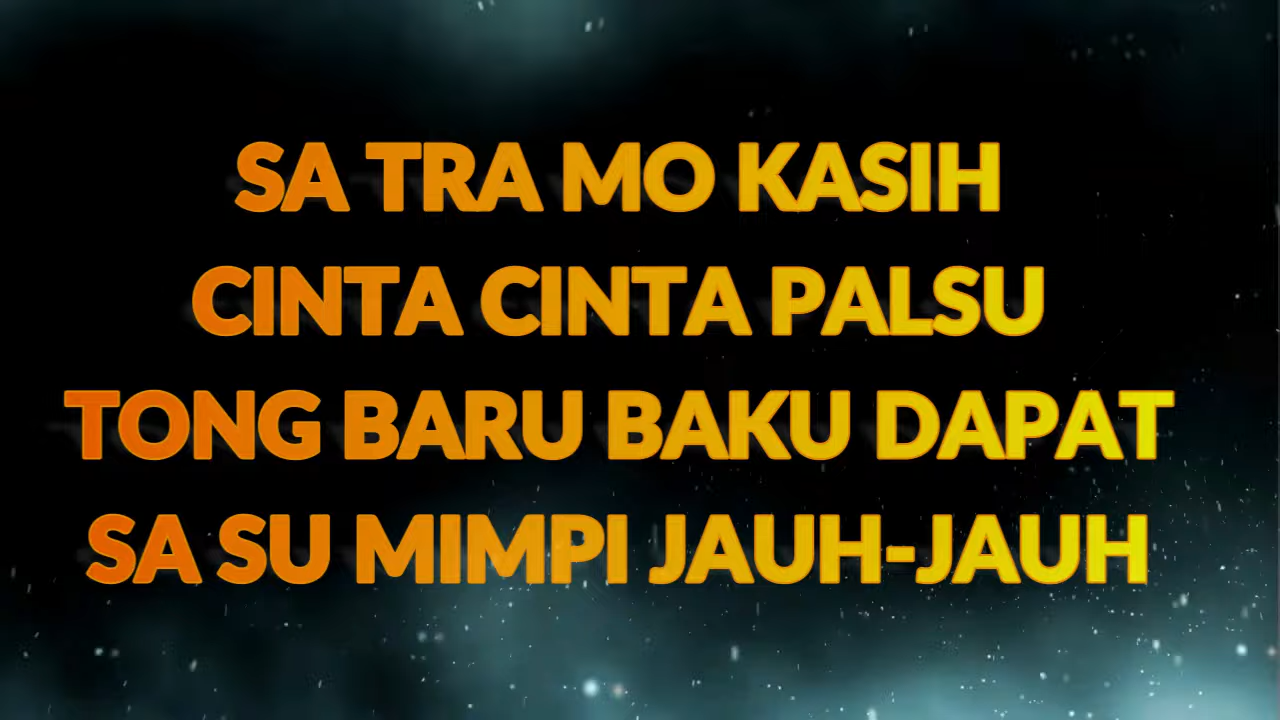 SA TRA MO KASIH
CINTA CINTA PALSU
TONG BARU BAKU DAPAT
SA SU MIMPI JAUH-JAUH